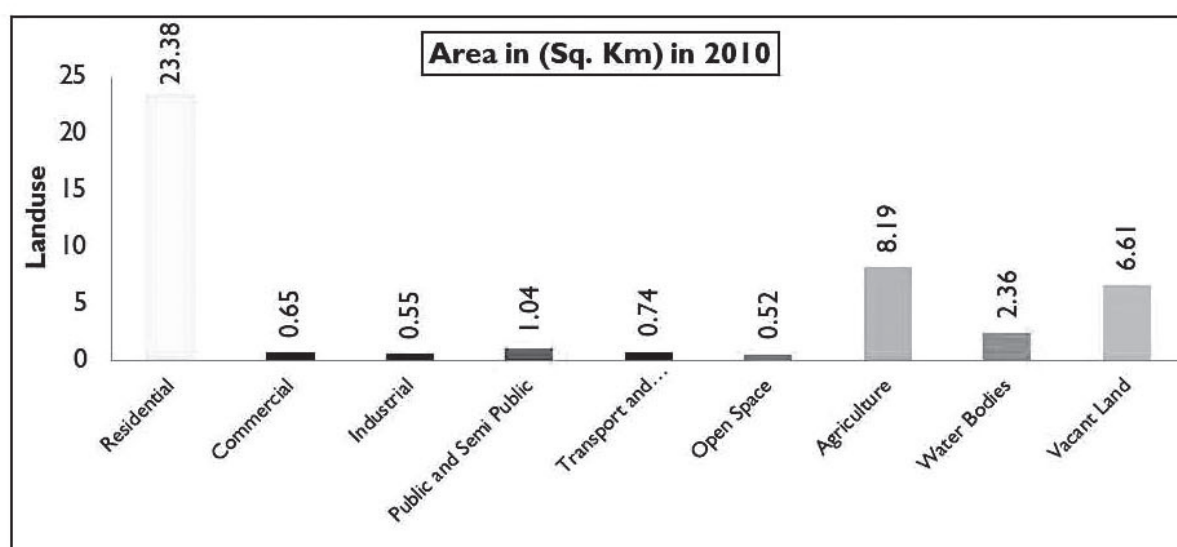 Area in (Sq. Km) in 2010
Landuse
25
20
15
10
5
0
23.38
0.65
0.55
1.04
0.74
0.52
8.19
2.36
6.61
Residential
Commercial
Industrial
Public and Semi Public
Transport and...
Open Space
Agriculture
Water Bodies
Vacant Land